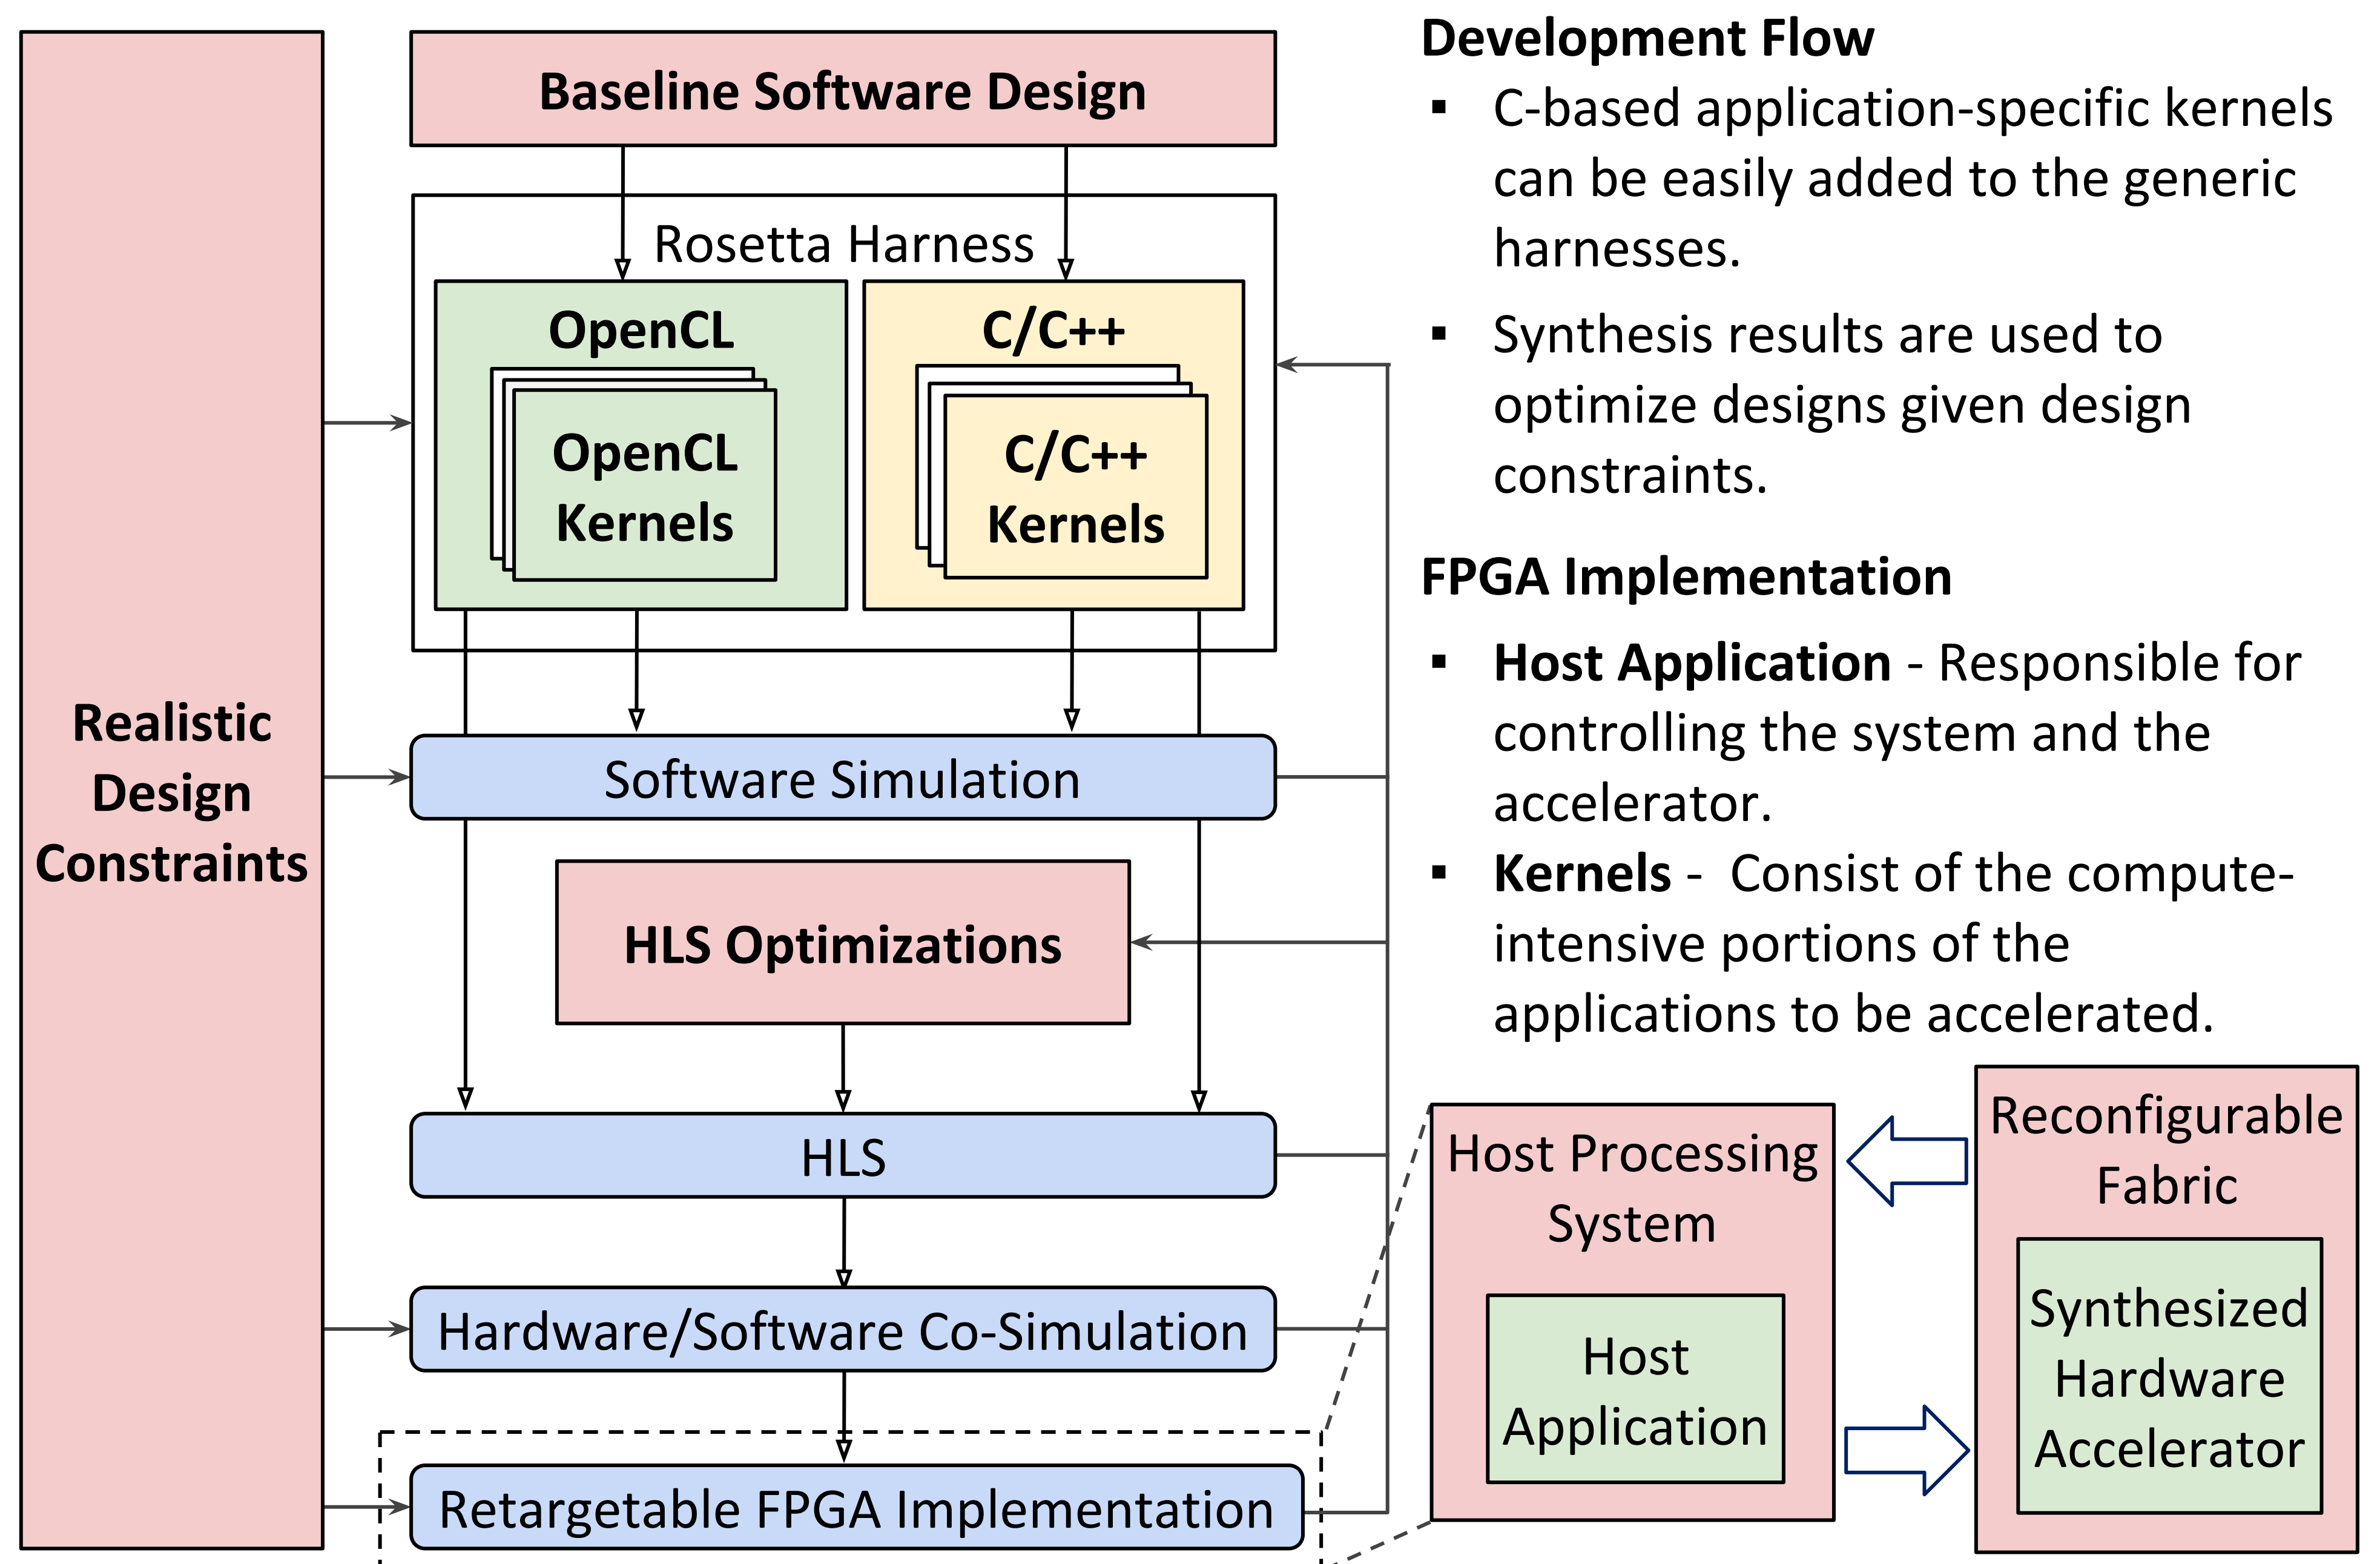 Baseline Software Design
Rosetta Harness
OpenCL
OpenCL
Kernels
C/C++
C/C++
Kernels
Realistic
Design
Constraints
Software Simulation
HLS Optimizations
HLS
Hardware/Software Co-Simulation
Retargetable FPGA Implementation
Development Flow
▪ C-based application-specific kernels
can be easily added to the generic
harnesses.
▪ Synthesis results are used to
optimize designs given design
constraints.
FPGA Implementation
▪ Host Application - Responsible for
controlling the system and the
accelerator.
▪ Kernels - Consist of the compute-
intensive portions of the
applications to be accelerated.
Host Processing
System
Host
Application
Reconfigurable
Fabric
Synthesized
Hardware
Accelerator